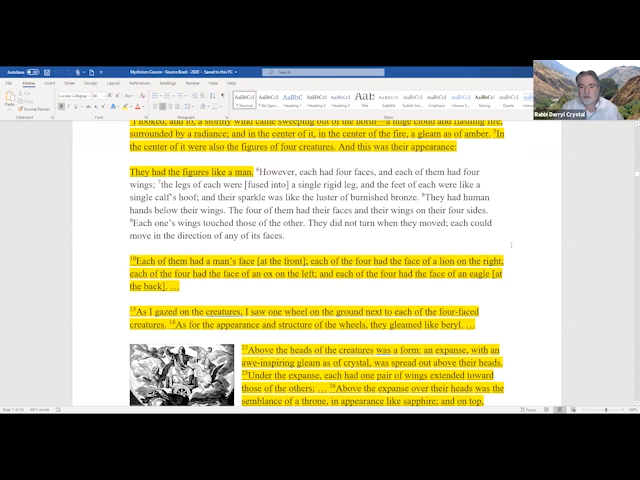 AutoSave
Mysticism Course - Source Book - 2020 - Saved to this PC
Search
File Home Insert Draw Design Layout References Mailings Review View Help
Paste
Cut
Copy
Format Painter
Clipboard
Font
Paragraph
Styles
Normal
Heading 1
Heading 2
Title
Subtitle
Emphasis
Strong
Quote
Rabbi Darryl Crystal
I looked, and lo, a stormy wind came sweeping out of the north—a huge cloud and flashing fire,
surrounded by a radiance; and in the center of it, in the center of the fire, a gleam as of amber. 5In
the center of it were also the figures of four creatures. And this was their appearance:
They had the figures like a man. 6However, each had four faces, and each of them had four
wings; 7the legs of each were [fused into] a single rigid leg, and the feet of each were like a
single calf's hoof; and their sparkle was like the luster of burnished bronze. 8They had human
hands below their wings. The four of them had their faces and their wings on their four sides.
9Each one's wings touched those of the other. They did not turn when they moved; each could
move in the direction of any of its faces.
10Each of them had a man's face [at the front]; each of the four had the face of a lion on the right;
each of the four had the face of an ox on the left; and each of the four had the face of an eagle [at
the back]. …
15As I gazed on the creatures, I saw one wheel on the ground next to each of the four-faced
creatures. 16As for the appearance and structure of the wheels, they gleamed like beryl. …
22Above the heads of the creatures was a form: an expanse, with an
awe-inspiring gleam as of crystal, was spread out above their heads.
23Under the expanse, each had one pair of wings extended toward
those of the others; … 26Above the expanse over their heads was the
semblance of a throne, in appearance like sapphire; and on top,
Focus